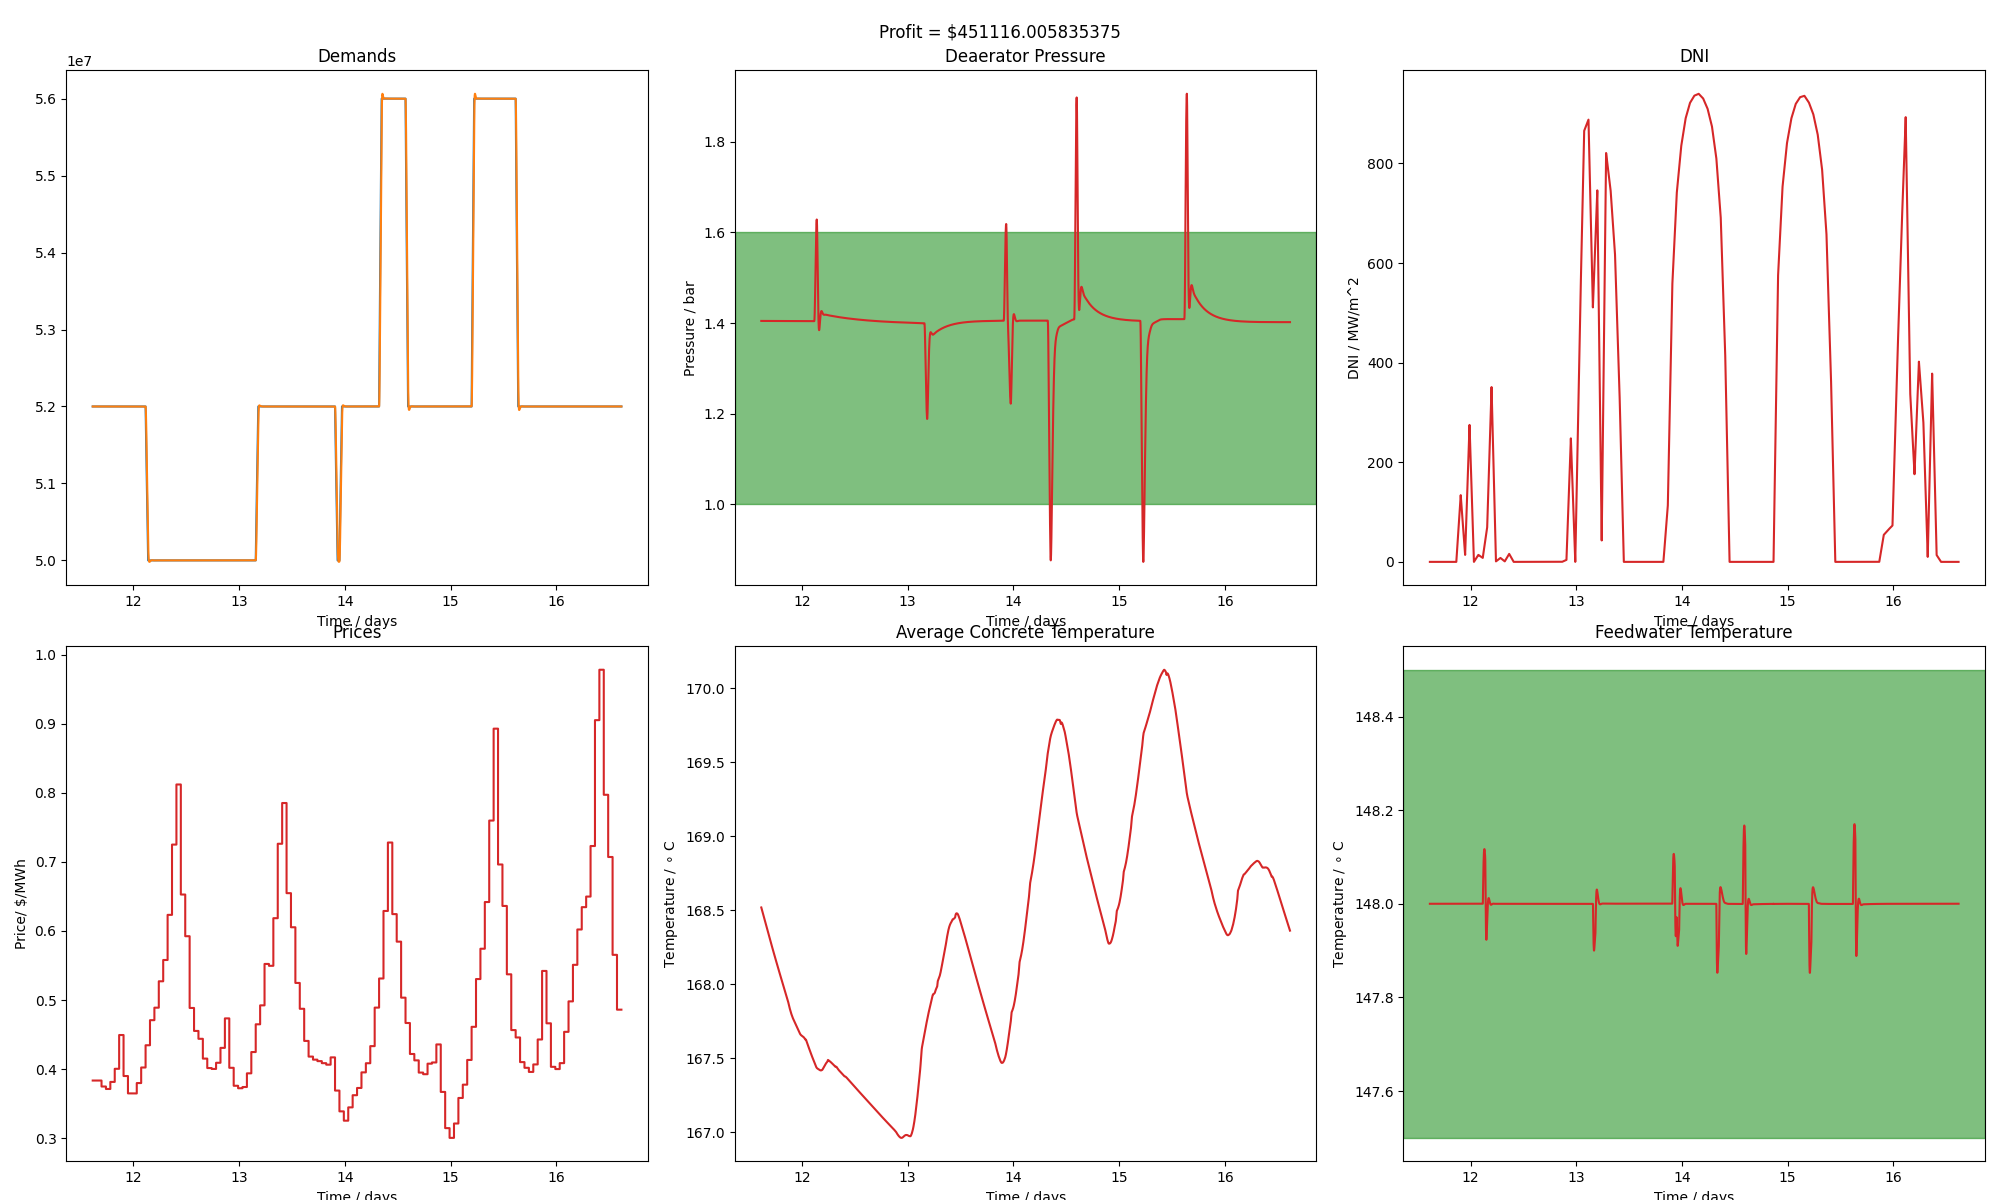 Profit = $451116.005835375
Demands
1e7
5.6
5.5
5.4
5.3
5.2
5.1
5.0
12 13 14 15 16
Time / days
Deaerator Pressure
Pressure / bar
1.8
1.6
1.4
1.2
1.0
12 13 14 15 16
Time / days
DNI
DNI / MW/m^2
800
600
400
200
0
12 13 14 15 16
Time / days
Prices
Price/ $/MWh
1.0
0.9
0.8
0.7
0.6
0.5
0.4
0.3
12 13 14 15 16
Time / days
Average Concrete Temperature
Temperature / ∘ C
170.0
169.5
169.0
168.5
168.0
167.5
167.0
12 13 14 15 16
Time / days
Feedwater Temperature
Temperature / ∘ C
148.4
148.2
148.0
147.8
147.6
12 13 14 15 16
Time / days